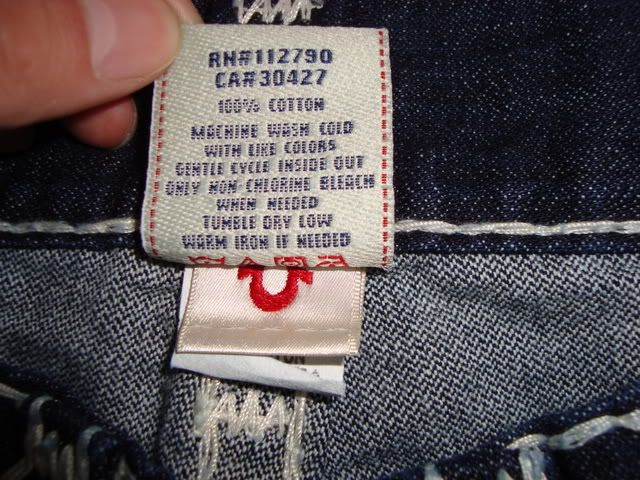 RN#112790
CA#30427
100% COTTON
MACHINE WASH COLD
WITH LIKE COLORS
GENTLE CYCLE INSIDE OUT
ONLY NON-CHLORINE BLEACH
WHEN NEEDED
TUMBLE DRY LOW
WARM IRON IF NEEDED